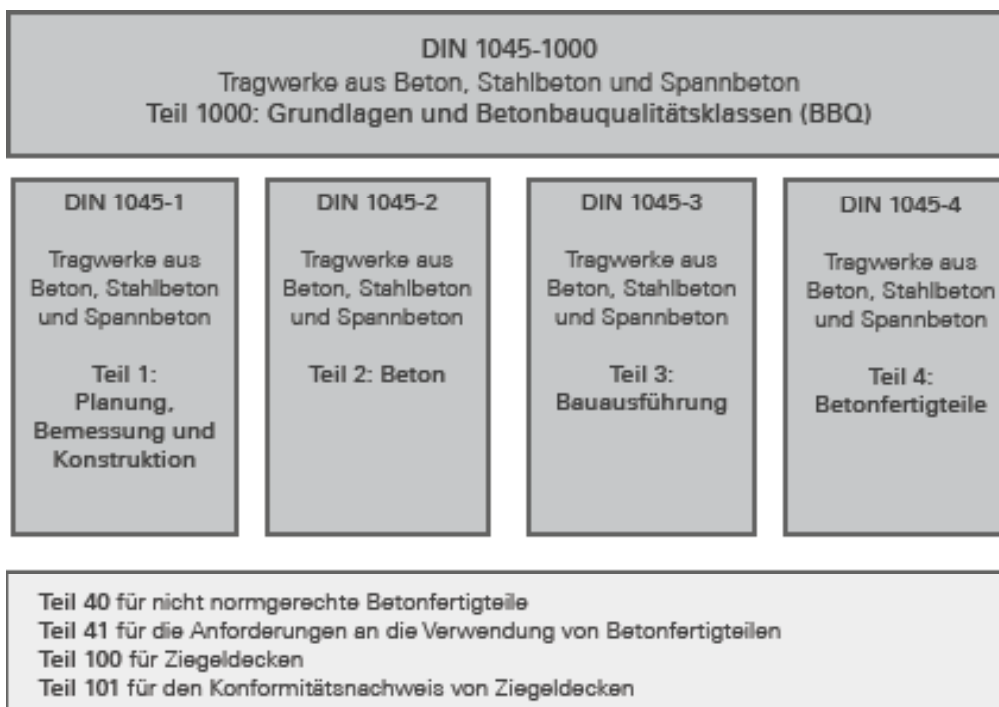 DIN 1045-1000
Tragwerke aus Beton, Stahlbeton und Spannbeton
Teil 1000: Grundlagen und Betonbauqualitätsklassen (BBQ)
DIN 1045-1
Tragwerke aus
Beton, Stahlbeton
und Spannbeton
Teil 1:
Planung,
Bemessung und
Konstruktion
DIN 1045-2
Tragwerke aus
Beton, Stahlbeton
und Spannbeton
Teil 2: Beton
DIN 1045-3
Tragwerke aus
Beton, Stahlbeton
und Spannbeton
Teil 3:
Bauausführung
DIN 1045-4
Tragwerke aus
Beton, Stahlbeton
und Spannbeton
Teil 4:
Betonfertigteile
Teil 40 für nicht normgerechte Betonfertigteile
Teil 41 für die Anforderungen an die Verwendung von Betonfertigteilen
Teil 100 für Ziegeldecken
Teil 101 für den Konformitätsnachweis von Ziegeldecken